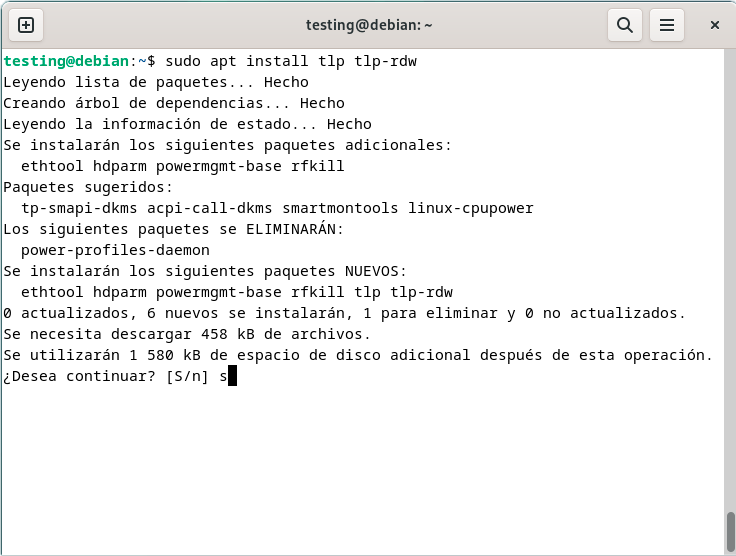 testing@debian: ~
testing@debian:~$ sudo apt install tlp tlp-rdw
Leyendo lista de paquetes... Hecho
Creando árbol de dependencias... Hecho
Leyendo la información de estado... Hecho
Se instalarán los siguientes paquetes adicionales:
  ethtool hdparm powermgmt-base rfkill
Paquetes sugeridos:
  tp-smapi-dkms acpi-call-dkms smartmontools linux-cpupower
Los siguientes paquetes se ELIMINARÁN:
  power-profiles-daemon
Se instalarán los siguientes paquetes NUEVOS:
  ethtool hdparm powermgmt-base rfkill tlp tlp-rdw
0 actualizados, 6 nuevos se instalarán, 1 para eliminar y 0 no actualizados.
Se necesita descargar 458 kB de archivos.
Se utilizarán 1 580 kB de espacio de disco adicional después de esta operación.
¿Desea continuar? [S/n] s